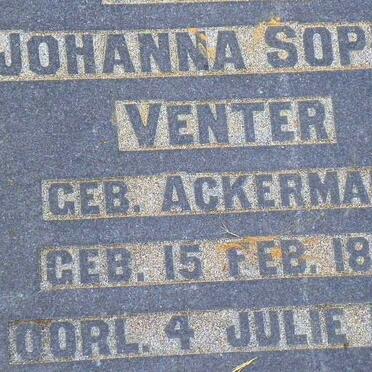 JOHANNA SOP
VENTER
GEB. ACKERMA
GEB. 15 FEB. 18
OORL. 4 JULIE